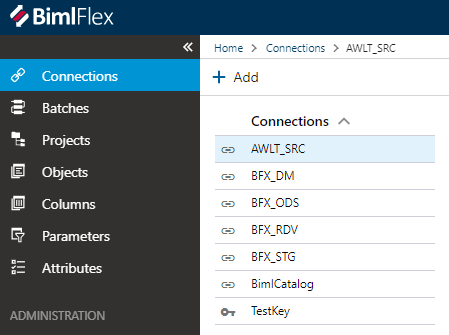 BimlFlex
Connections
Batches
Projects
Objects
Columns
Parameters
Attributes
ADMINISTRATION
Home > Connections > AWLT_SRC
+ Add
Connections
AWLT_SRC
BFX_DM
BFX_ODS
BFX_RDV
BFX_STG
BimlCatalog
TestKey